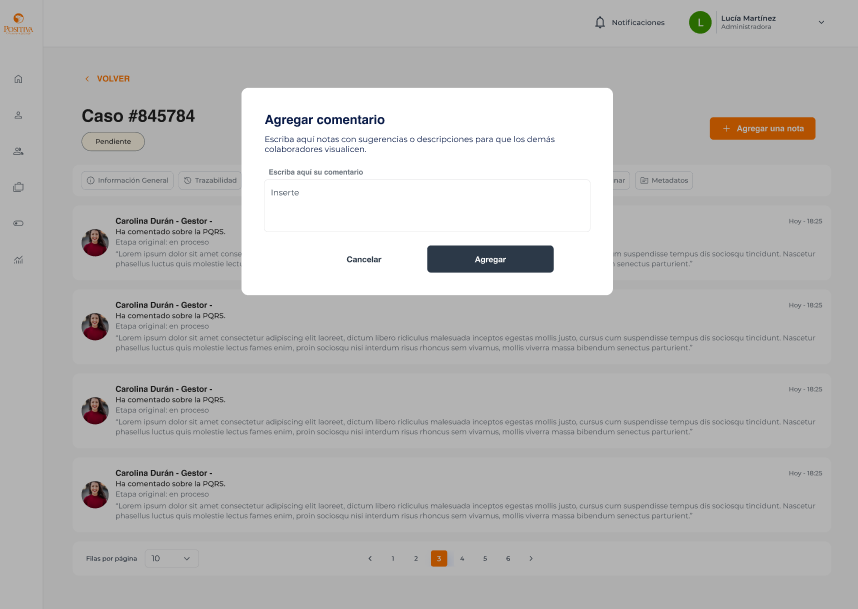 POSITIVA
Notificaciones
L
Lucía Martínez
Administradora
VOLVER
Caso #845784
Pendiente
Agregar una nota
Información General
Trazabilidad
nar
Metadatos
Agregar comentario
Escriba aquí notas con sugerencias o descripciones para que los demás
colaboradores visualicen.
Escriba aquí su comentario
Inserte
Cancelar
Agregar
Carolina Durán - Gestor -
Hoy - 18:25
Ha comentado sobre la PQRS.
Etapa original: en proceso
"Lorem ipsum dolor sit amet conse m suspendisse tempus dis sociosqu tincidunt. Nascetur
phasellus luctus quis molestie lectu s senectus parturient."
Carolina Durán - Gestor -
Hoy - 18:25
Ha comentado sobre la PQRS.
Etapa original: en proceso
"Lorem ipsum dolor sit amet consectetur adipiscing elit laoreet, dictum libero ridiculus malesuada inceptos egestas mollis justo, cursus cum suspendisse tempus dis sociosqu tincidunt. Nascetur
phasellus luctus quis molestie lectus fames enim, proin sociosqu nisi interdum risus rhoncus sem vivamus, mollis viverra massa bibendum senectus parturient."
Carolina Durán - Gestor -
Hoy - 18:25
Ha comentado sobre la PQRS.
Etapa original: en proceso
"Lorem ipsum dolor sit amet consectetur adipiscing elit laoreet, dictum libero ridiculus malesuada inceptos egestas mollis justo, cursus cum suspendisse tempus dis sociosqu tincidunt. Nascetur
phasellus luctus quis molestie lectus fames enim, proin sociosqu nisi interdum risus rhoncus sem vivamus, mollis viverra massa bibendum senectus parturient."
Carolina Durán - Gestor -
Hoy - 18:25
Ha comentado sobre la PQRS.
Etapa original: en proceso
"Lorem ipsum dolor sit amet consectetur adipiscing elit laoreet, dictum libero ridiculus malesuada inceptos egestas mollis justo, cursus cum suspendisse tempus dis sociosqu tincidunt. Nascetur
phasellus luctus quis molestie lectus fames enim, proin sociosqu nisi interdum risus rhoncus sem vivamus, mollis viverra massa bibendum senectus parturient."
Filas por página 10 1 2 3 4 5 6